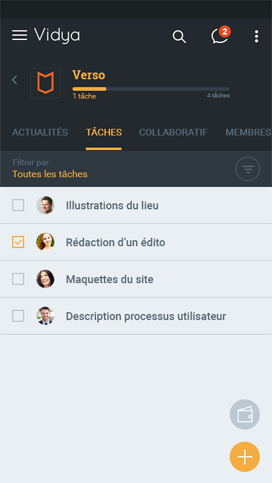 Vidya
2
Verso
1 tâche
4 tâches
ACTUALITÉS TÂCHES COLLABORATIF MEMBRES
Filtrer par
Toutes les tâches
Illustrations du lieu
Rédaction d'un édito
Maquettes du site
Description processus utilisateur